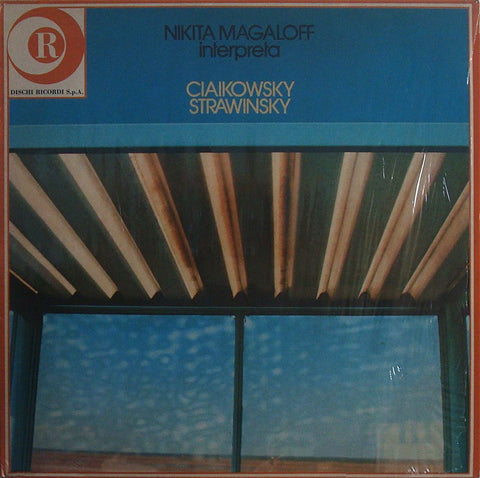 R
DISCHI RICORDI S.p.A.
NIKITA MAGALOFF
interpreta
CIAIKOWSKY
STRAWINSKY